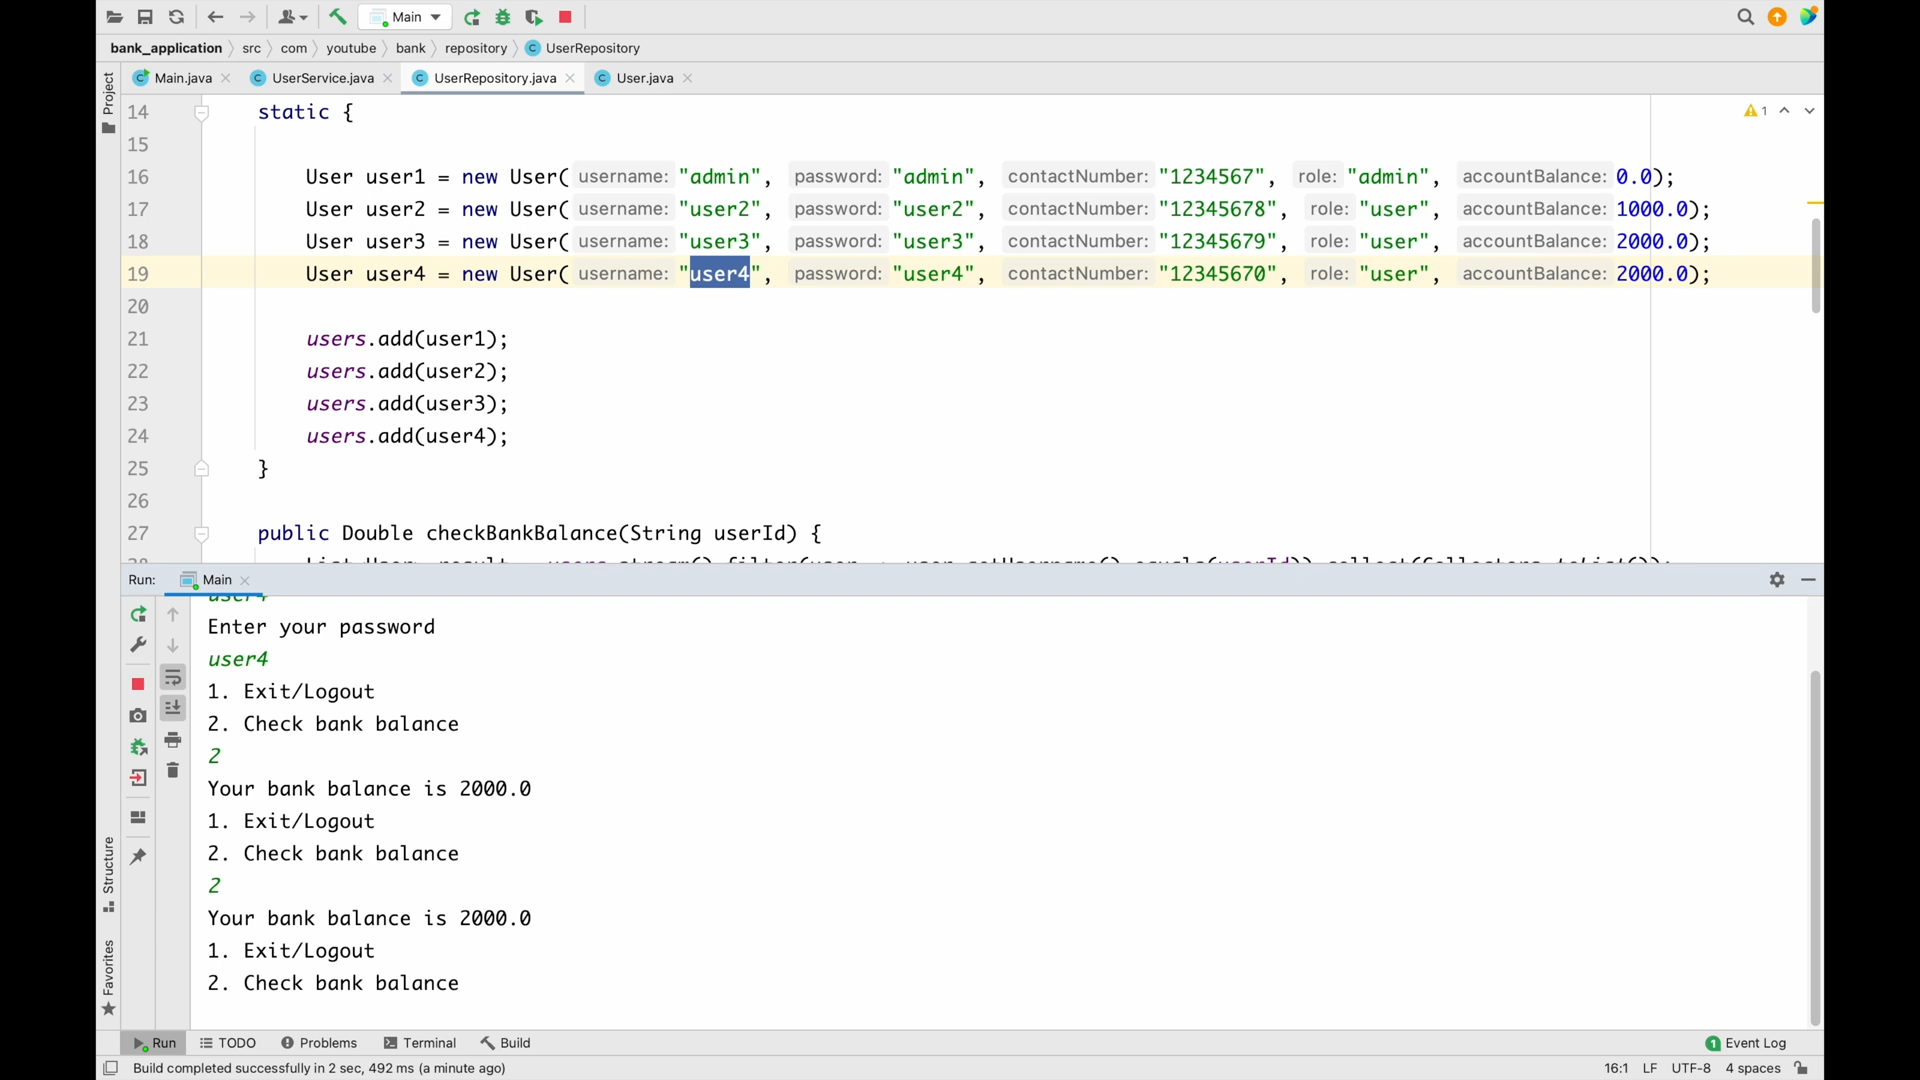 Main
bank_application src com youtube bank repository UserRepository
Main.java UserService.java UserRepository.java User.java
Project
14 static { 1
15
16 User user1 = new User( username: "admin", password: "admin", contactNumber: "1234567", role: "admin", accountBalance: 0.0);
17 User user2 = new User( username: "user2", password: "user2", contactNumber: "12345678", role: "user", accountBalance: 1000.0);
18 User user3 = new User( username: "user3", password: "user3", contactNumber: "12345679", role: "user", accountBalance: 2000.0);
19 User user4 = new User( username: "user4", password: "user4", contactNumber: "12345670", role: "user", accountBalance: 2000.0);
20
21 users.add(user1);
22 users.add(user2);
23 users.add(user3);
24 users.add(user4);
25 }
26
27 public Double checkBankBalance(String userId) {
Run: Main
user4
Enter your password
user4
1. Exit/Logout
2. Check bank balance
2
Your bank balance is 2000.0
1. Exit/Logout
2. Check bank balance
2
Your bank balance is 2000.0
1. Exit/Logout
2. Check bank balance
Structure
Favorites
Run TODO Problems Terminal Build 1 Event Log
Build completed successfully in 2 sec, 492 ms (a minute ago) 16:1 LF UTF-8 4 spaces